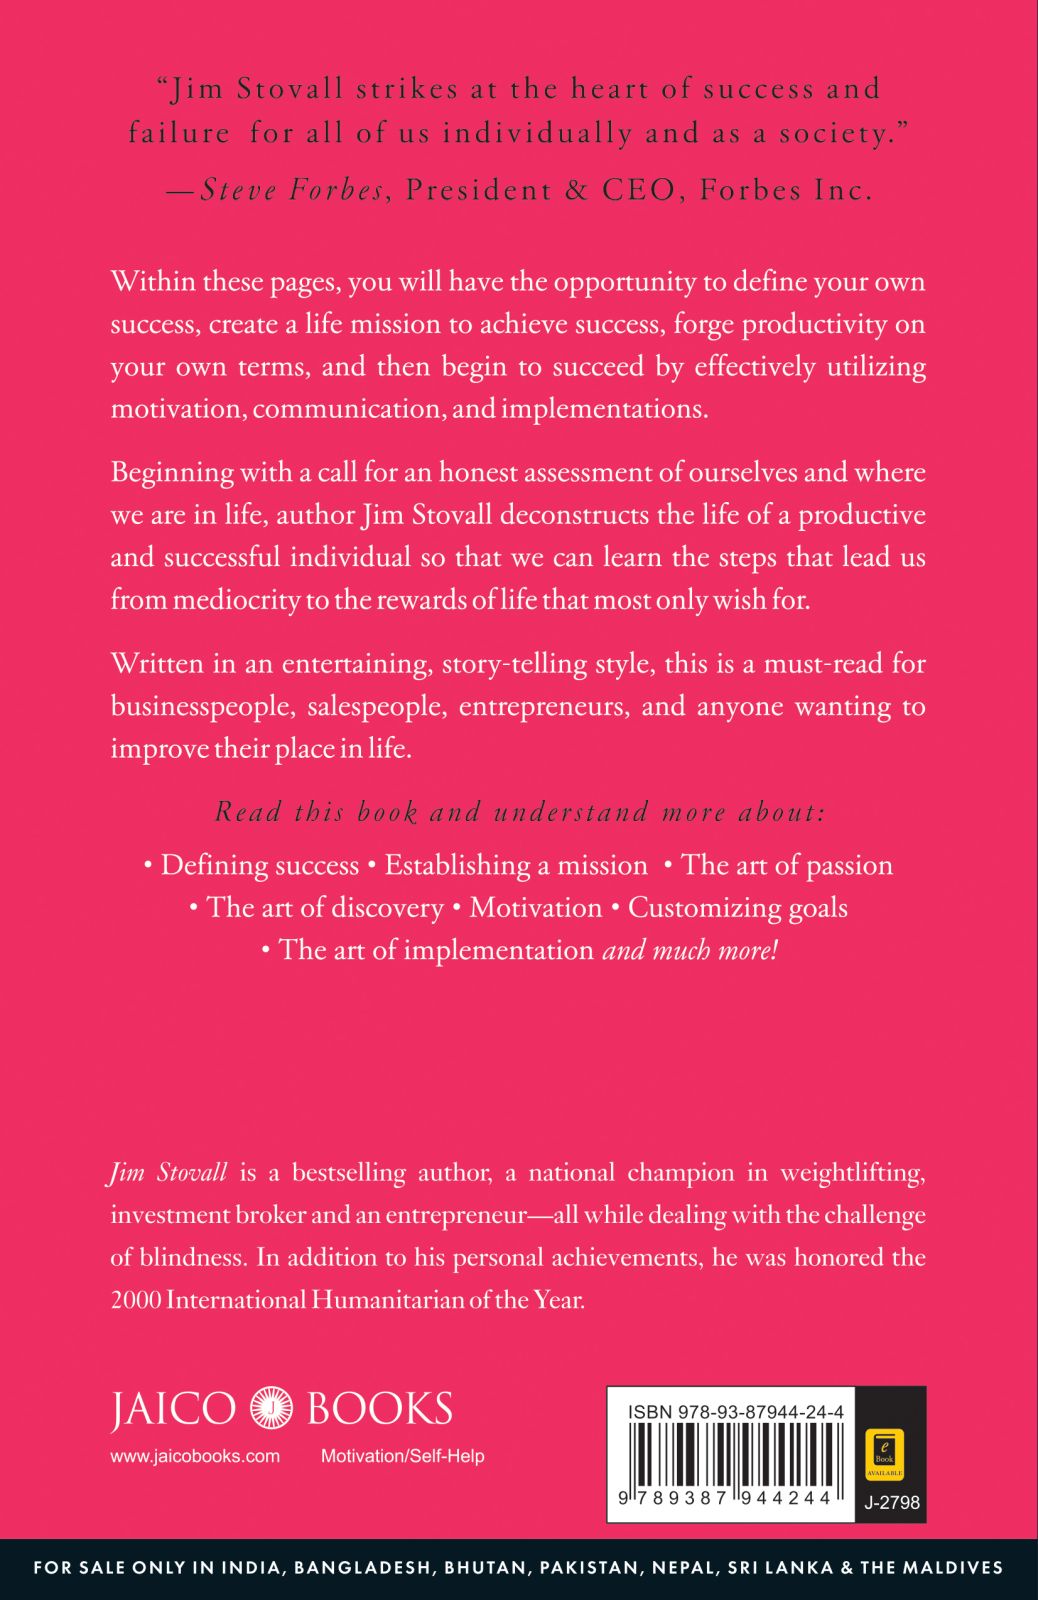 “Jim Stovall strikes at the heart of success and
failure for all of us individually and as a society.”
—Steve Forbes, President & CEO, Forbes Inc.
Within these pages, you will have the opportunity to define your own
success, create a life mission to achieve success, forge productivity on
your own terms, and then begin to succeed by effectively utilizing
motivation, communication, and implementations.
Beginning with a call for an honest assessment of ourselves and where
we are in life, author Jim Stovall deconstructs the life of a productive
and successful individual so that we can learn the steps that lead us
from mediocrity to the rewards of life that most only wish for.
Written in an entertaining, story-telling style, this is a must-read for
businesspeople, salespeople, entrepreneurs, and anyone wanting to
improve their place in life.
Read this book and understand more about:
• Defining success • Establishing a mission • The art of passion
• The art of discovery • Motivation • Customizing goals
• The art of implementation and much more!
Jim Stovall is a bestselling author, a national champion in weightlifting,
investment broker and an entrepreneur—all while dealing with the challenge
of blindness. In addition to his personal achievements, he was honored the
2000 International Humanitarian of the Year.
JAICO J BOOKS
www.jaicobooks.com Motivation/Self-Help
ISBN 978-93-87944-24-4
9 789387 944244
e
Book
AVAILABLE
J-2798
FOR SALE ONLY IN INDIA, BANGLADESH, BHUTAN, PAKISTAN, NEPAL, SRI LANKA & THE MALDIVES